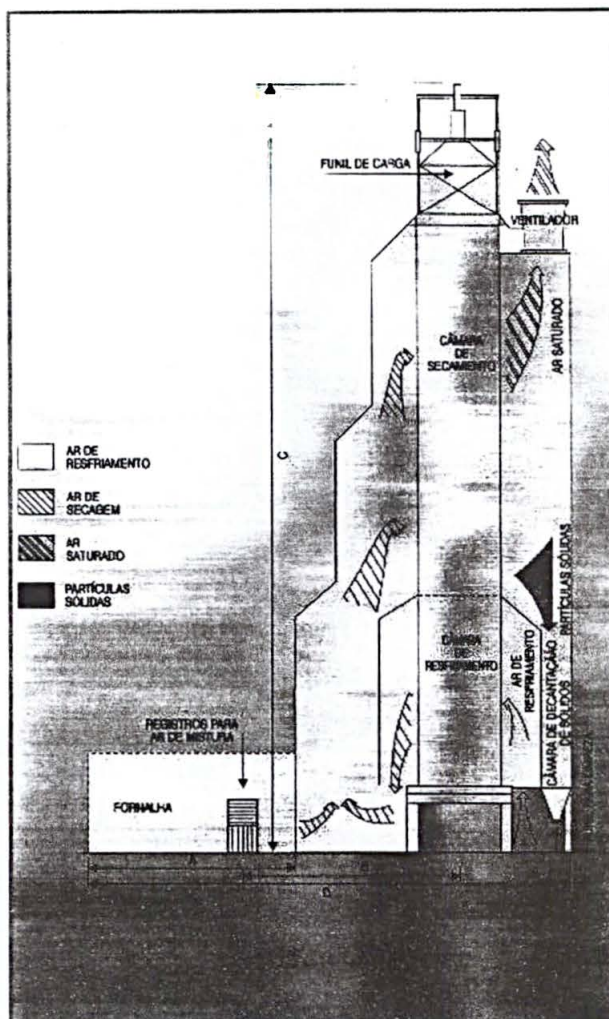 FUNIL DE CARGA
VENTILADOR
CÂMARA
DE
SECAMENTO
AR SATURADO
C
AR DE
RESFRIAMENTO
AR DE
SECAGEM
AR
SATURADO
PARTÍCULAS
SÓLIDAS
PARTÍCULAS SÓLIDAS
CÂMARA
DE
RESFRIAMENTO
AR DE
RESFRIAMENTO
CÂMARA DE DECANTAÇÃO
DE SÓLIDOS
REGISTROS PARA
AR DE MISTURA
FORNALHA
A
D